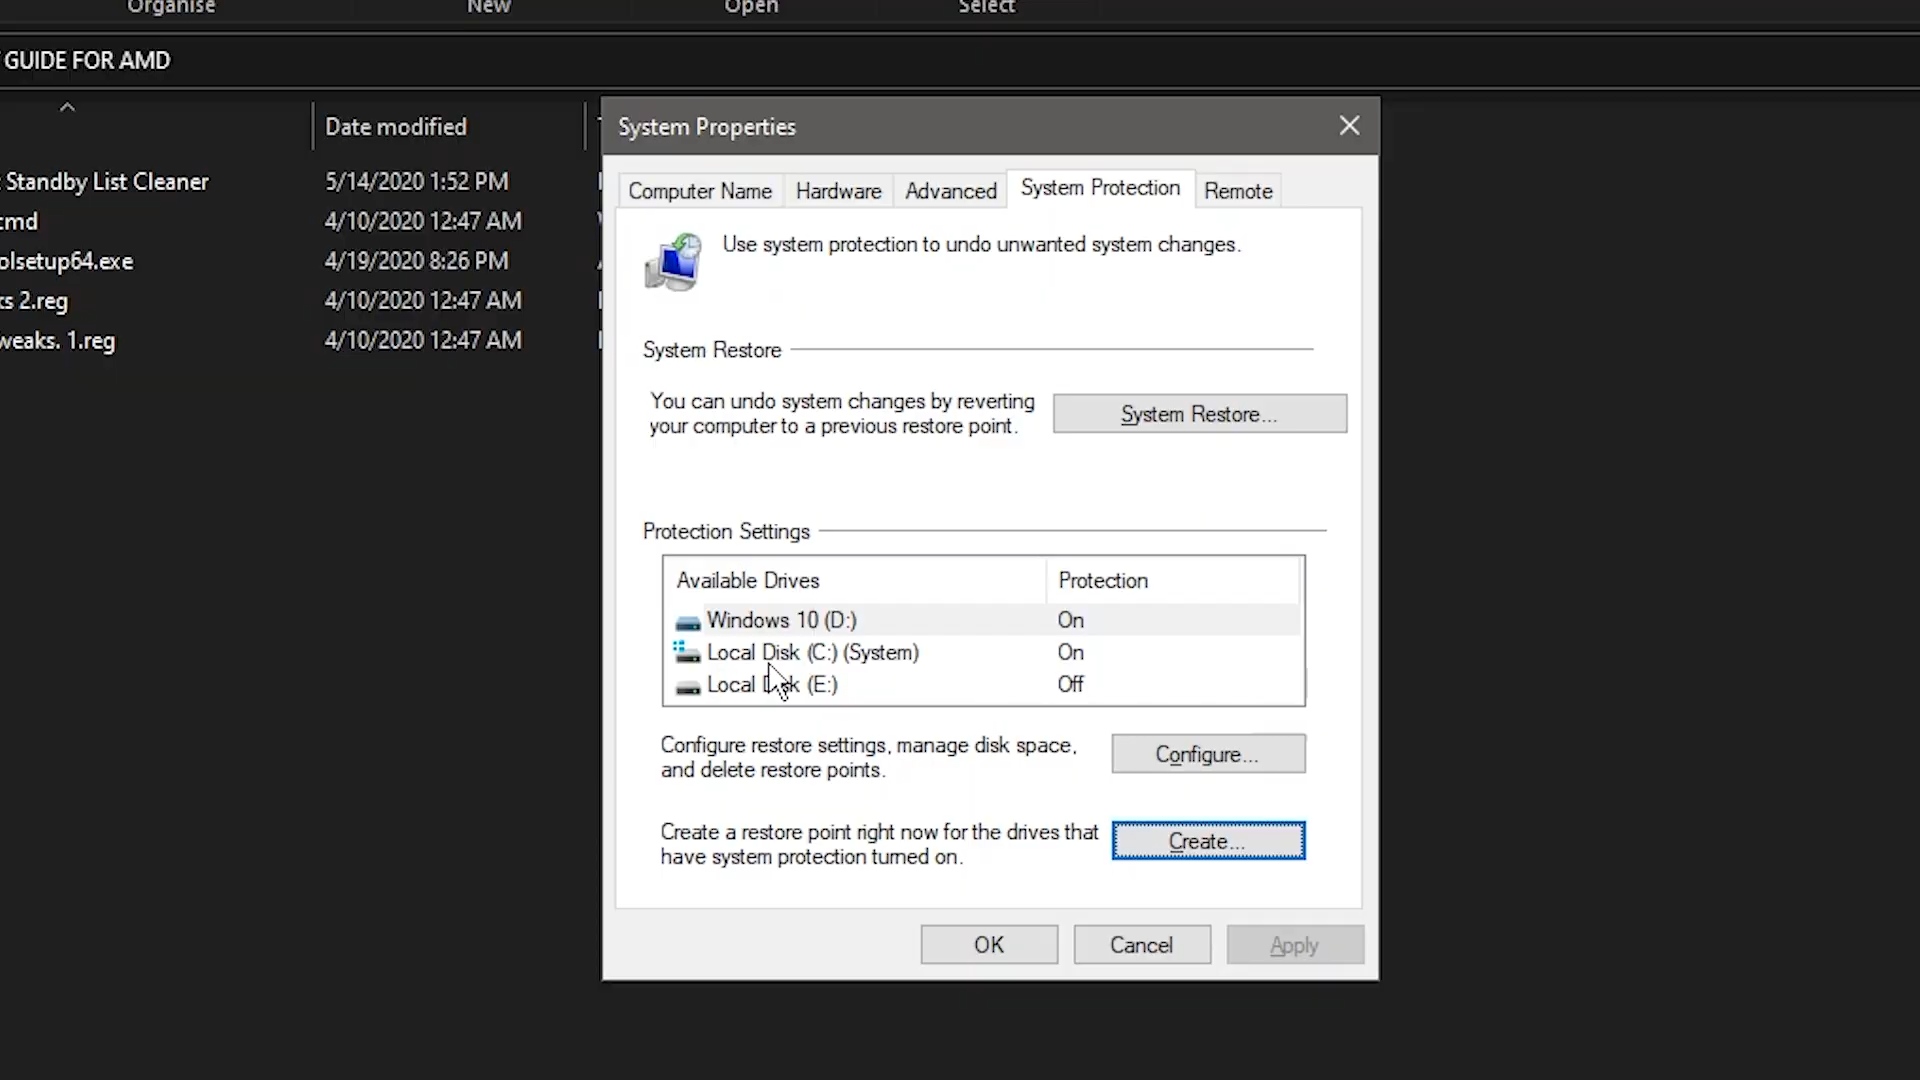 Organise
New
Open
Select
GUIDE FOR AMD
Date modified
Standby List Cleaner
5/14/2020 1:52 PM
cmd
4/10/2020 12:47 AM
olsetup64.exe
4/19/2020 8:26 PM
ks 2.reg
4/10/2020 12:47 AM
weaks. 1.reg
4/10/2020 12:47 AM
System Properties
Computer Name
Hardware
Advanced
System Protection
Remote
Use system protection to undo unwanted system changes.
System Restore
You can undo system changes by reverting
your computer to a previous restore point.
System Restore...
Protection Settings
Available Drives
Protection
Windows 10 (D:)
On
Local Disk (C:) (System)
On
Local Disk (E:)
Off
Configure restore settings, manage disk space,
and delete restore points.
Configure...
Create a restore point right now for the drives that
have system protection turned on.
Create...
OK
Cancel
Apply